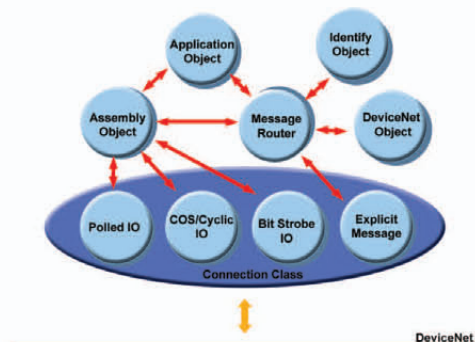 Application
Object
Identify
Object
Assembly
Object
Message
Router
DeviceNet
Object
Polled IO
COS/Cyclic
IO
Bit Strobe
IO
Explicit
Message
Connection Class
DeviceNet